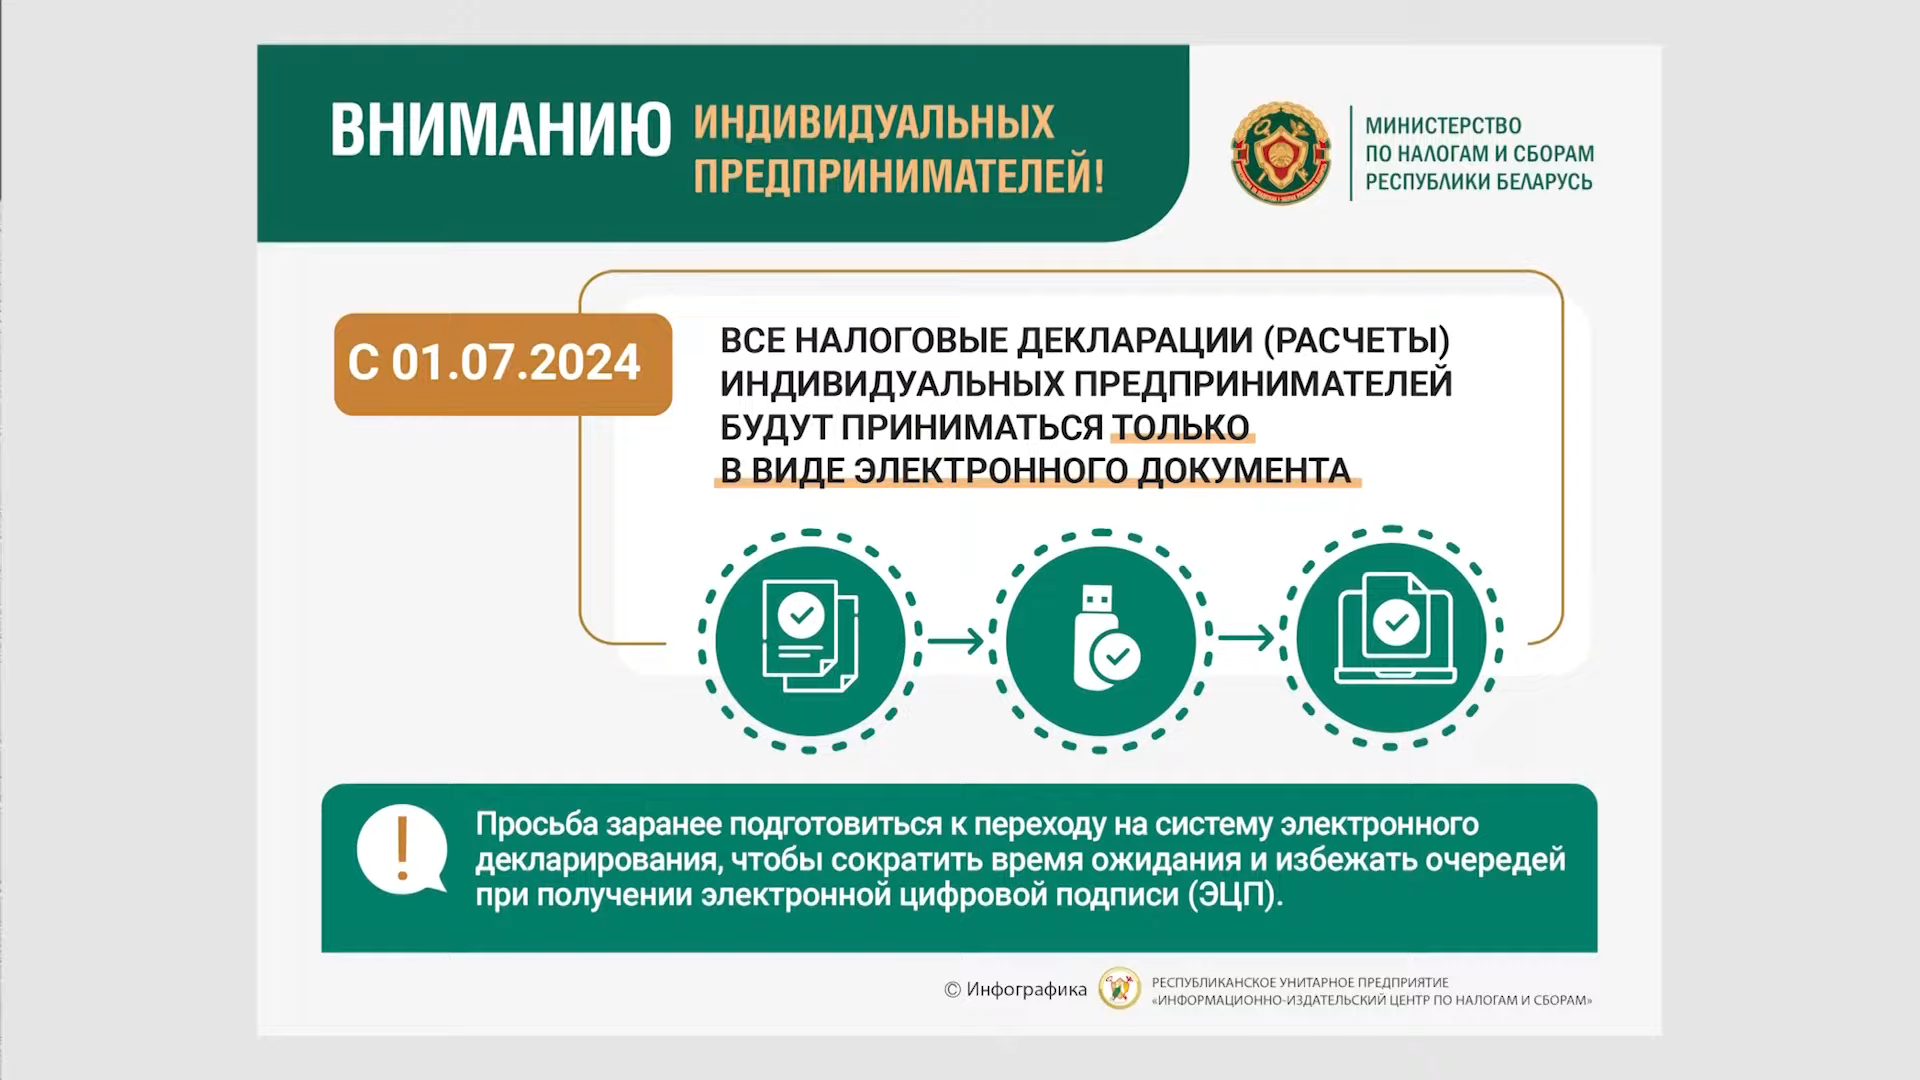 ВНИМАНИЮ ИНДИВИДУАЛЬНЫХ
ПРЕДПРИНИМАТЕЛЕЙ!
МИНИСТЕРСТВО
ПО НАЛОГАМ И СБОРАМ
РЕСПУБЛИКИ БЕЛАРУСЬ
С 01.07.2024
ВСЕ НАЛОГОВЫЕ ДЕКЛАРАЦИИ (РАСЧЕТЫ)
ИНДИВИДУАЛЬНЫХ ПРЕДПРИНИМАТЕЛЕЙ
БУДУТ ПРИНИМАТЬСЯ ТОЛЬКО
В ВИДЕ ЭЛЕКТРОННОГО ДОКУМЕНТА
Просьба заранее подготовиться к переходу на систему электронного
декларирования, чтобы сократить время ожидания и избежать очередей
при получении электронной цифровой подписи (ЭЦП).
© Инфографика
РЕСПУБЛИКАНСКОЕ УНИТАРНОЕ ПРЕДПРИЯТИЕ
«ИНФОРМАЦИОННО-ИЗДАТЕЛЬСКИЙ ЦЕНТР ПО НАЛОГАМ И СБОРАМ»